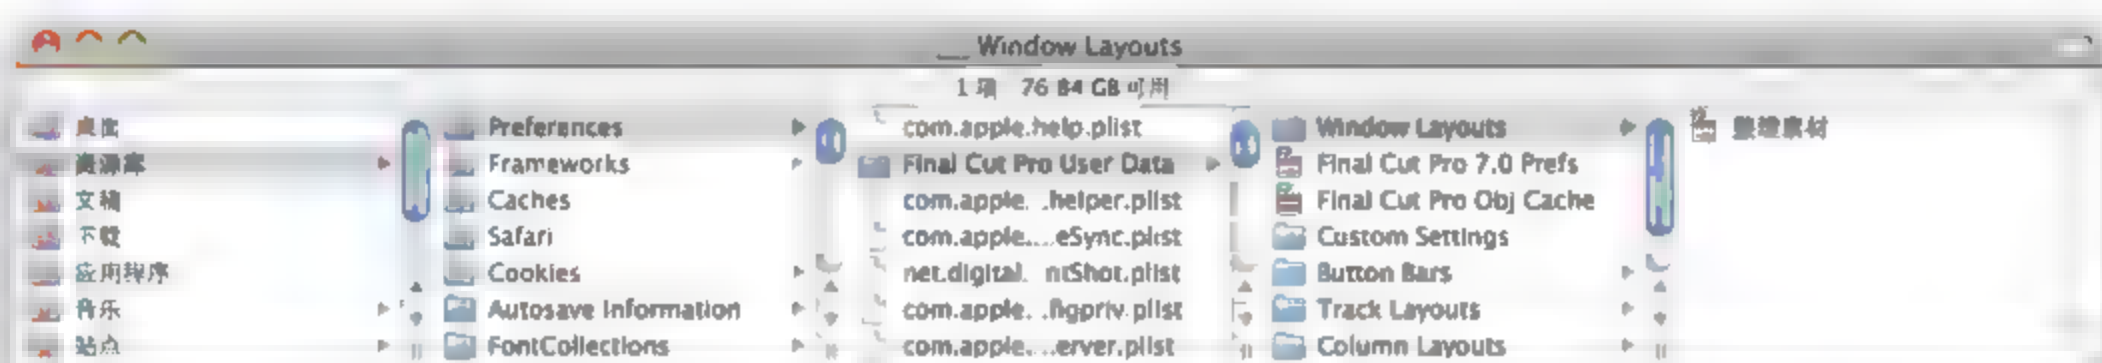 Window Layouts
1 项 76.84 GB 可用
桌面 Preferences com.apple.help.plist Window Layouts 整理素材
资源库 Frameworks Final Cut Pro User Data Final Cut Pro 7.0 Prefs
文稿 Caches com.apple. .helper.plist Final Cut Pro Obj Cache
下载 Safari com.apple....eSync.plist Custom Settings
应用程序 Cookies net.digital. ntShot.plist Button Bars
音乐 Autosave Information com.apple. .figpriv.plist Track Layouts
站点 FontCollections com.apple. ...erver.plist Column Layouts